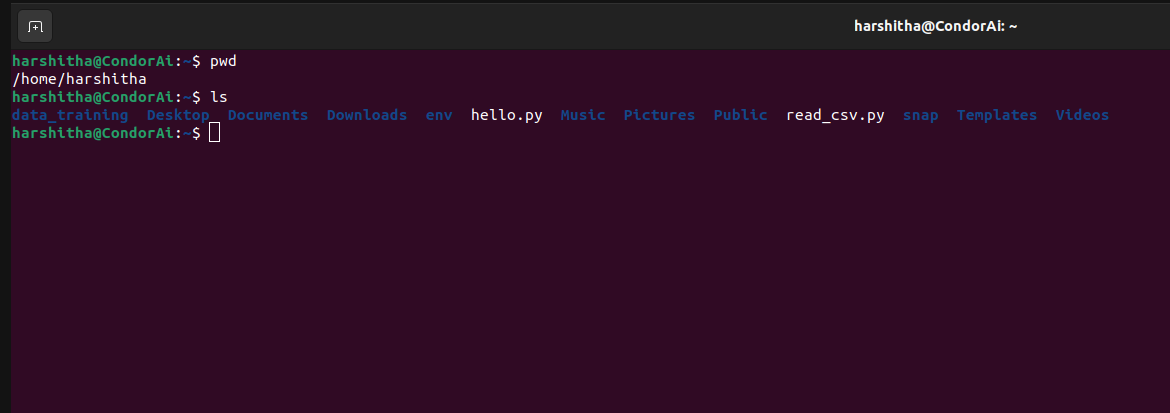 harshitha@CondorAi: ~
harshitha@CondorAi:~$ pwd
/home/harshitha
harshitha@CondorAi:~$ ls
data_training  Desktop  Documents  Downloads  env  hello.py  Music  Pictures  Public  read_csv.py  snap  Templates  Videos
harshitha@CondorAi:~$